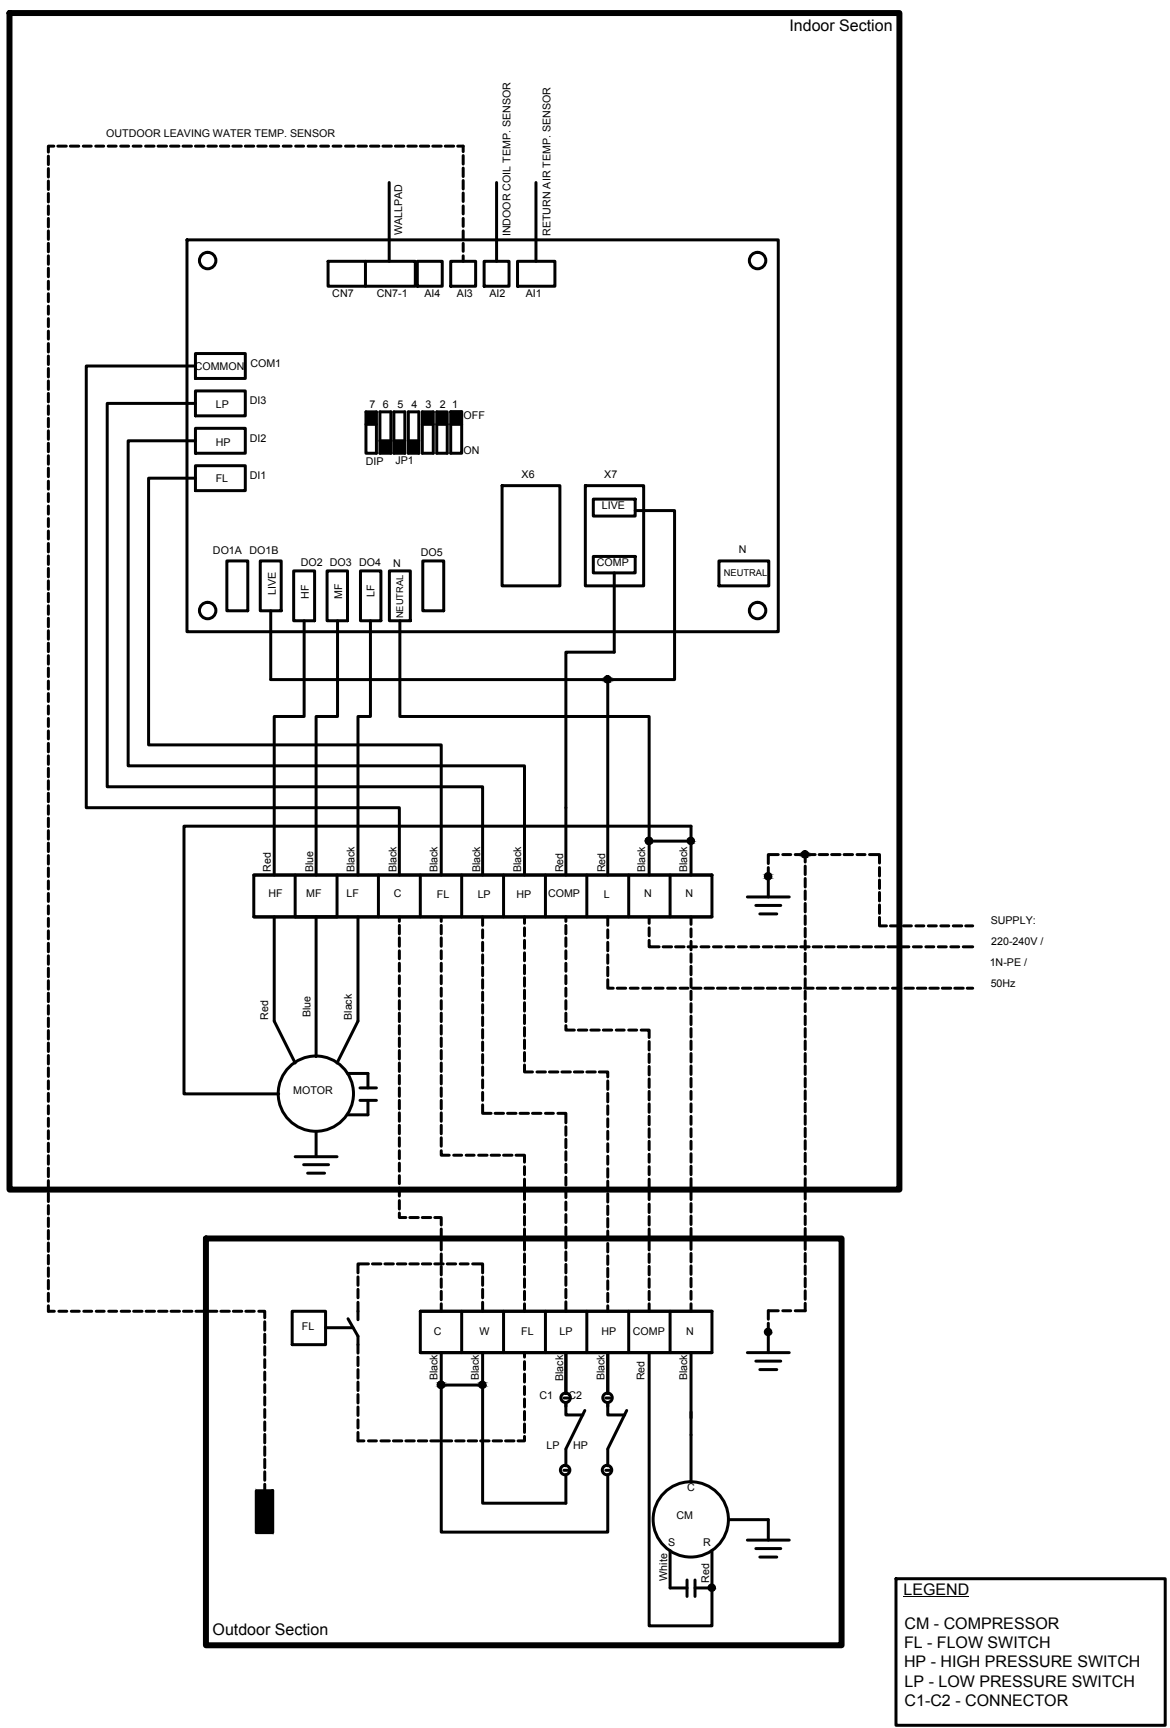 Indoor Section
OUTDOOR LEAVING WATER TEMP. SENSOR
WALLPAD
INDOOR COIL TEMP. SENSOR
RETURN AIR TEMP. SENSOR
CN7 CN7-1 AI4 AI3 AI2 AI1
COMMON COM1
LP DI3
HP DI2
FL DI1
7 6 5 4 3 2 1
OFF
ON
DIP JP1
X6 X7
LIVE
COMP
N
NEUTRAL
DO1A DO1B DO2 DO3 DO4 N DO5
LIVE HF MF LF NEUTRAL
Red Blue Black Black Black Black Black Red Red Black Black
HF MF LF C FL LP HP COMP L N N
SUPPLY:
220-240V /
1N-PE /
50Hz
Red Blue Black
MOTOR
FL
C W FL LP HP COMP N
Black Black Black Black Red Black
C1 C2
LP HP
C
CM
S R
White Red
Outdoor Section
LEGEND
CM - COMPRESSOR
FL - FLOW SWITCH
HP - HIGH PRESSURE SWITCH
LP - LOW PRESSURE SWITCH
C1-C2 - CONNECTOR